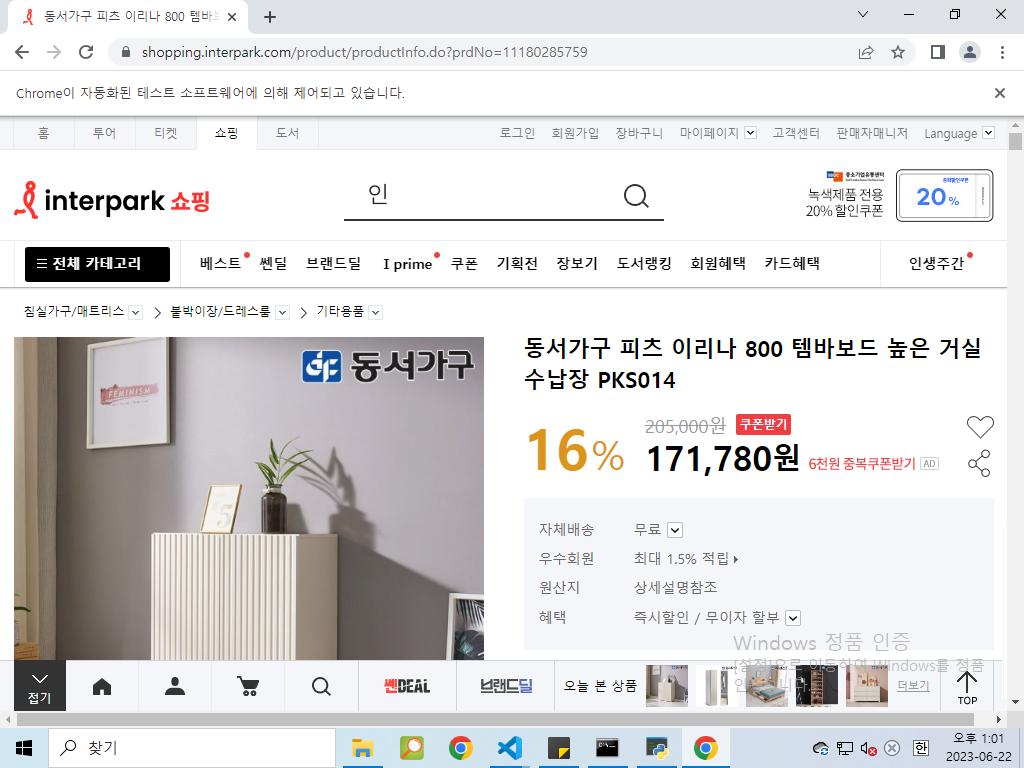 동서가구 피츠 이리나 800 템바보
shopping.interpark.com/product/productInfo.do?prdNo=11180285759
Chrome이 자동화된 테스트 소프트웨어에 의해 제어되고 있습니다.
홈 투어 티켓 쇼핑 도서 로그인 회원가입 장바구니 마이페이지 고객센터 판매자매니저 Language
interpark 쇼핑
인
중소기업유통센터
녹색제품 전용
20% 할인쿠폰
중복할인쿠폰
20%
전체 카테고리 베스트 쎈딜 브랜드딜 I prime 쿠폰 기획전 장보기 도서랭킹 회원혜택 카드혜택 인생주간
침실가구/매트리스 붙박이장/드레스룸 기타용품
동서가구
FEMINISM
동서가구 피츠 이리나 800 템바보드 높은 거실
수납장 PKS014
16%
205,000원 쿠폰받기
171,780원 6천원 중복쿠폰받기 AD
자체배송 무료
우수회원 최대 1.5% 적립
원산지 상세설명참조
혜택 즉시할인 / 무이자 할부
Windows 정품 인증
[설정]으로 이동하여 Windows를 정품
접기
쎈DEAL
브랜드딜
오늘 본 상품
더보기
TOP
찾기
한
오후 1:01
2023-06-22